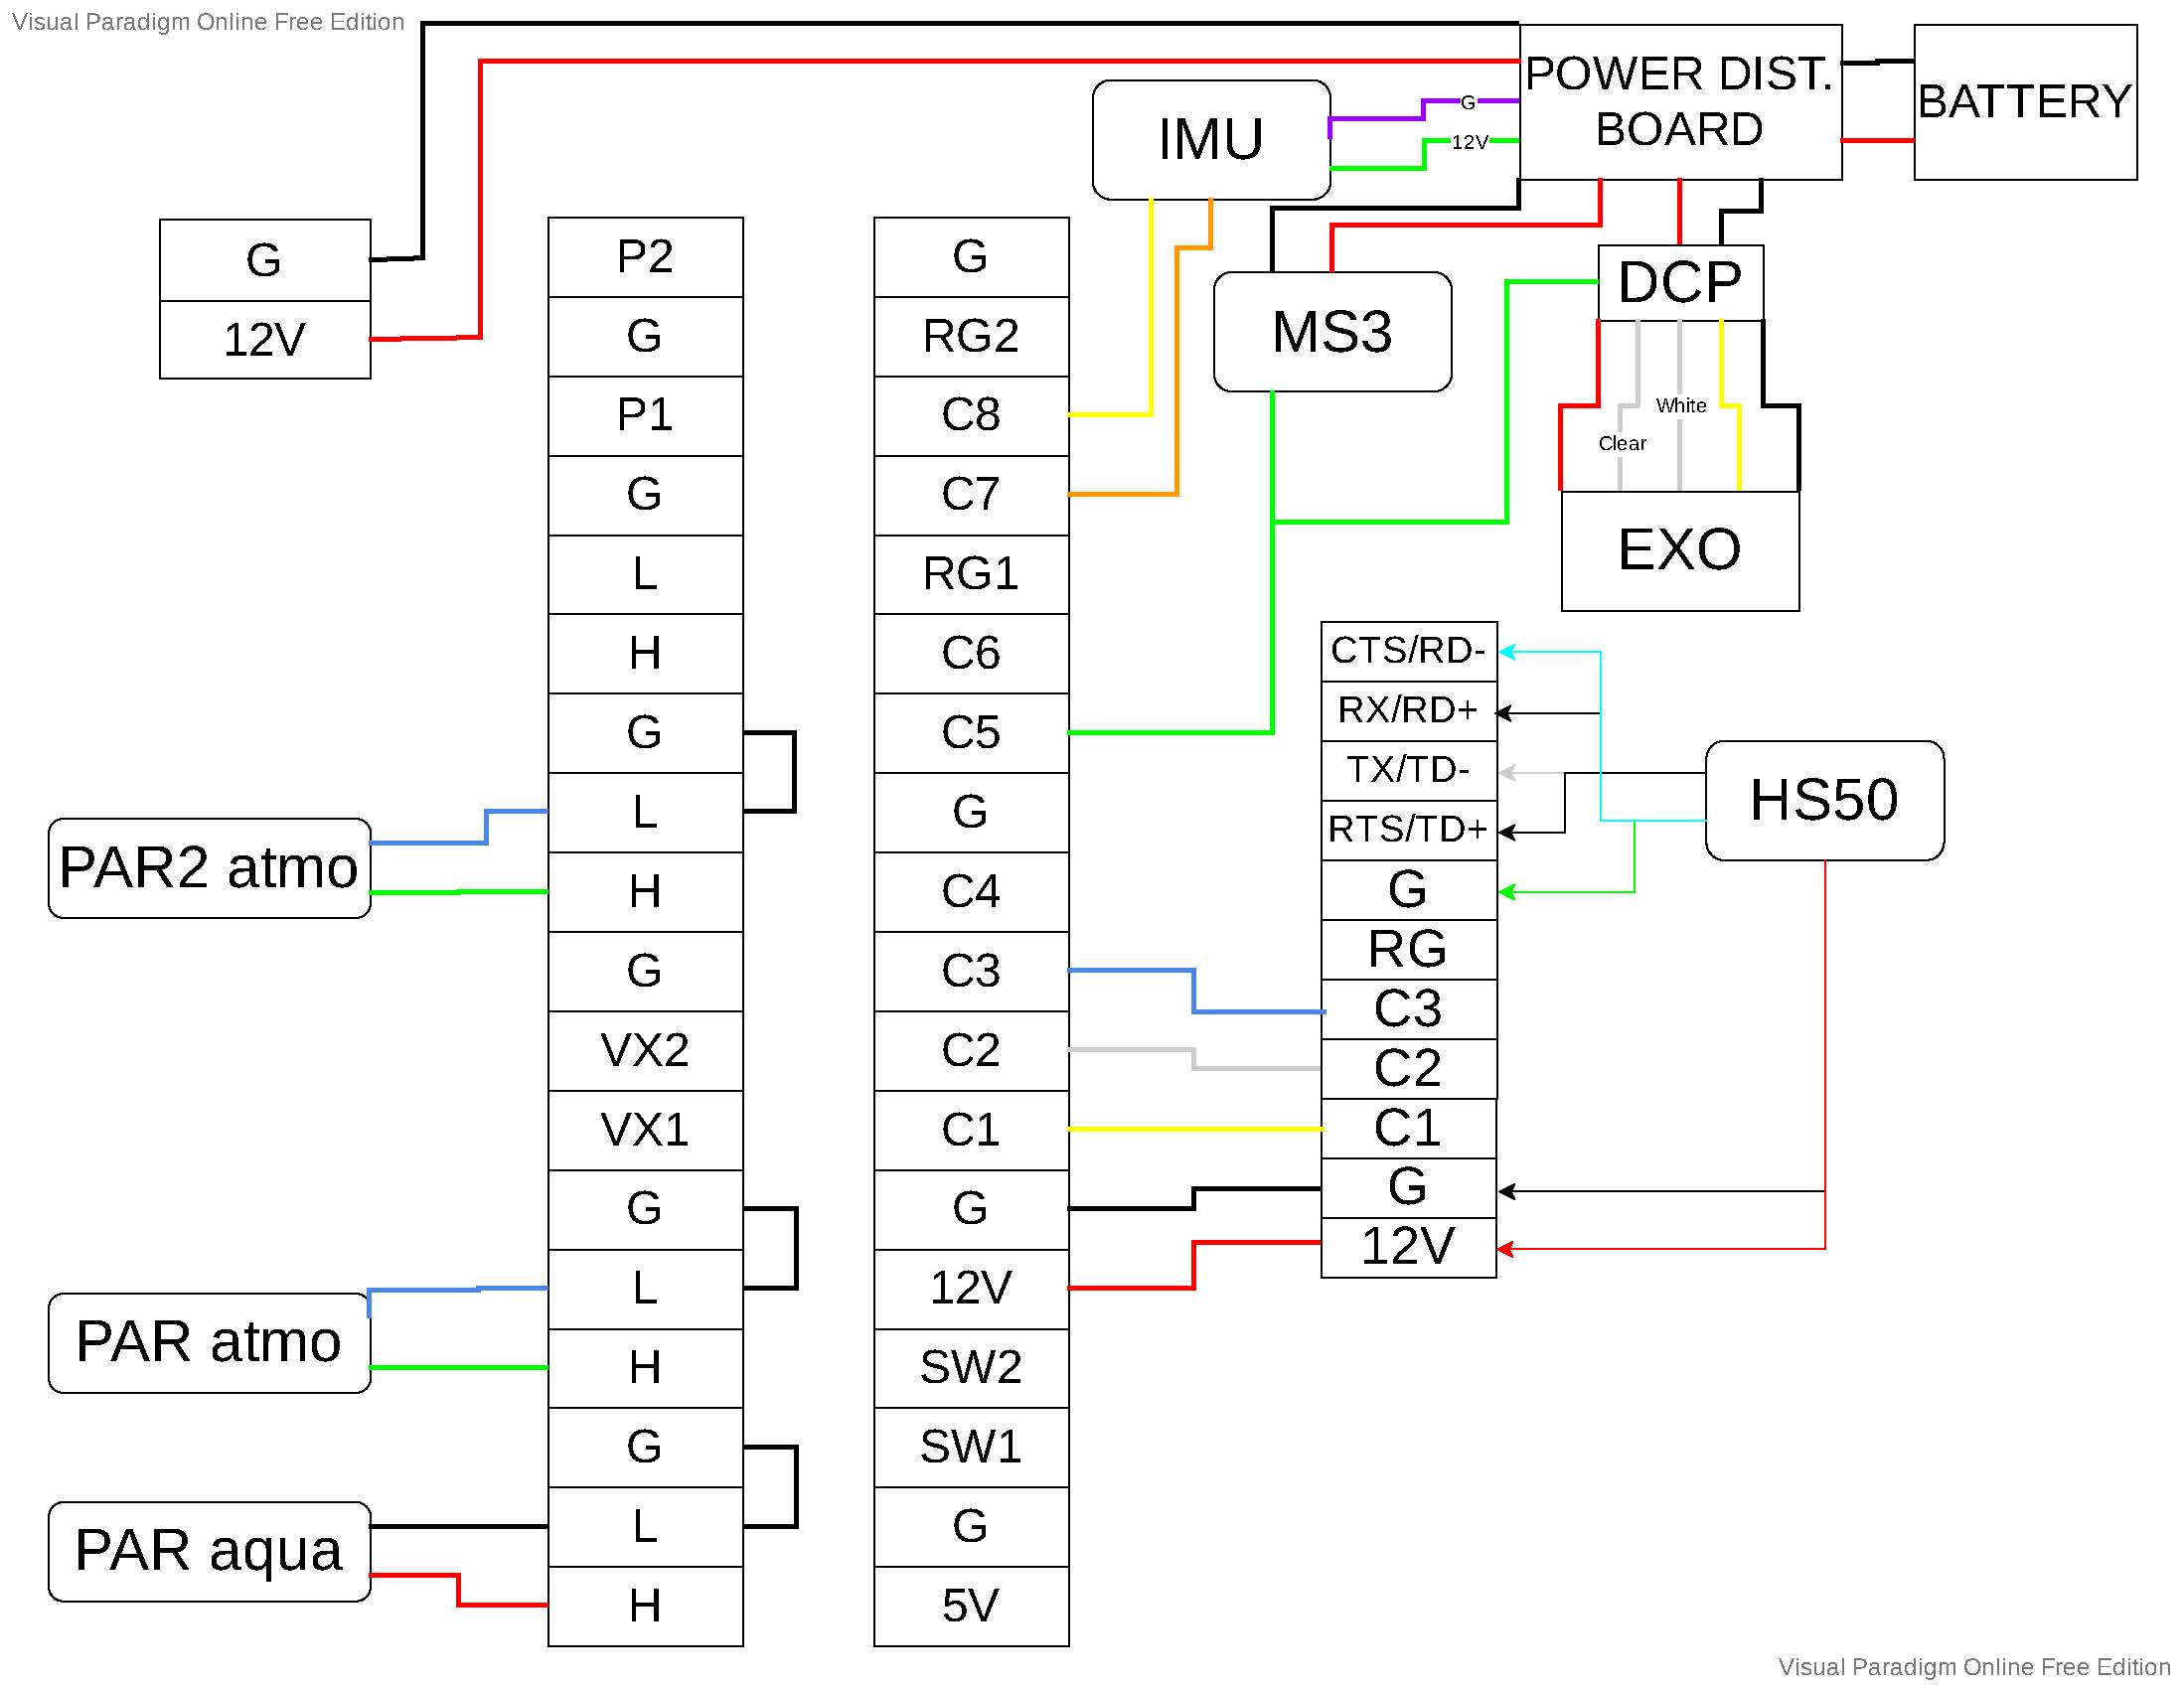 Visual Paradigm Online Free Edition
POWER DIST.
BOARD
BATTERY
IMU
G
12V
G
12V
DCP
MS3
White
Clear
EXO
P2
G
P1
G
L
H
G
L
H
G
VX2
VX1
G
L
H
G
L
H
G
RG2
C8
C7
RG1
C6
C5
G
C4
C3
C2
C1
G
12V
SW2
SW1
G
5V
CTS/RD-
RX/RD+
TX/TD-
RTS/TD+
G
RG
C3
C2
C1
G
12V
HS50
PAR2 atmo
PAR atmo
PAR aqua
Visual Paradigm Online Free Edition